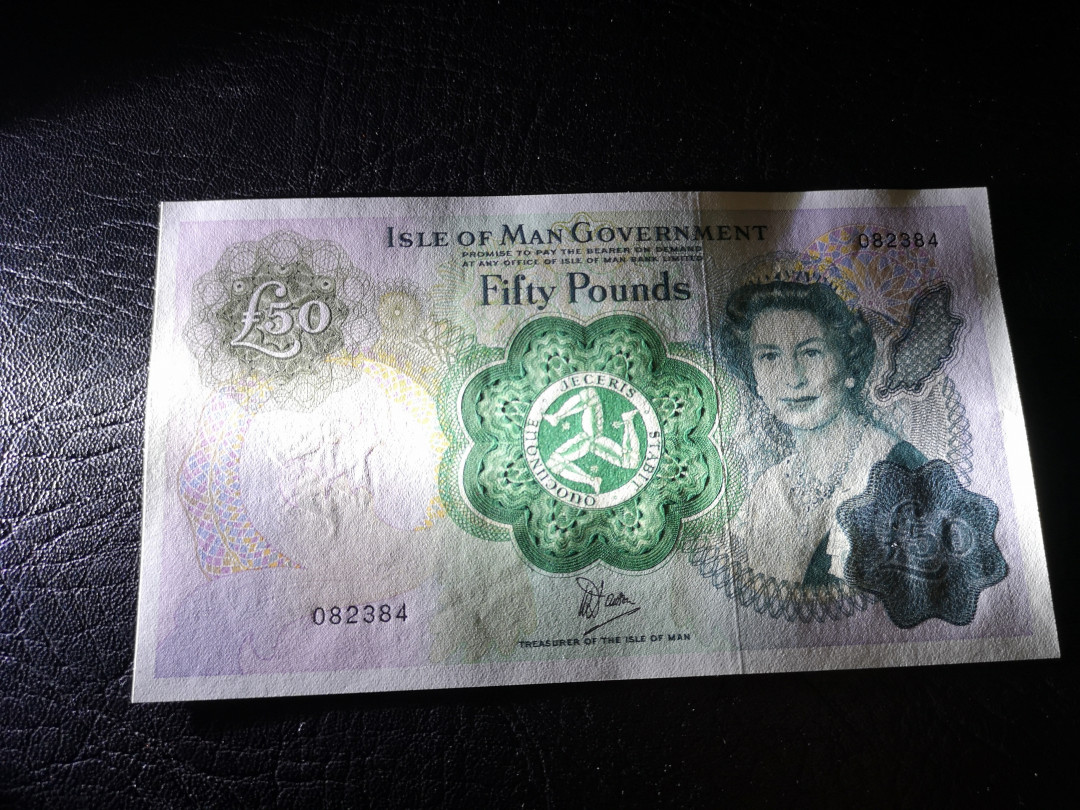 ISLE OF MAN GOVERNMENT
PROMISE TO PAY THE BEARER ON DEMAND
AT ANY OFFICE OF ISLE OF MAN BANK LIMITED
Fifty Pounds
082384
£50
QUOCUNQUE JECERIS STABIT
£50
082384
TREASURER OF THE ISLE OF MAN